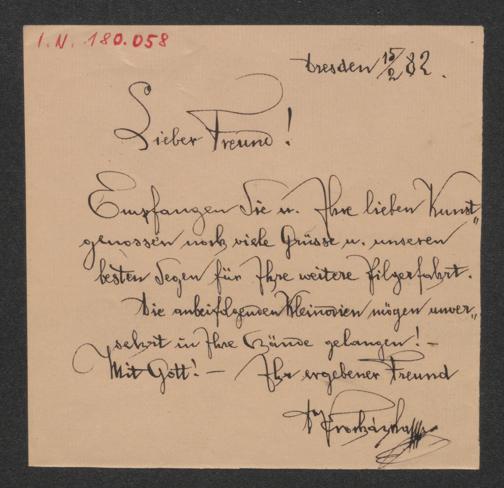 I.N. 180.058
Dresden 15/2 82.
Lieber Freund!
Empfangen Sie u. Ihre lieben Kunst„
genossen noch viele Grüsse u. unseren
besten Segen für Ihre weitere Pilgerfahrt.
Die anbeifolgenden Kleinodien mögen unver„
sehrt in Ihre Hände gelangen! –
Mit Gott! – Ihr ergebener Freund
Dr Procházka